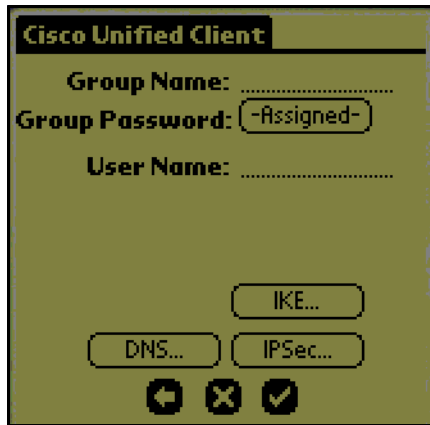 Cisco Unified Client
Group Name:
Group Password: -Assigned-
User Name:
IKE...
DNS... IPSec...